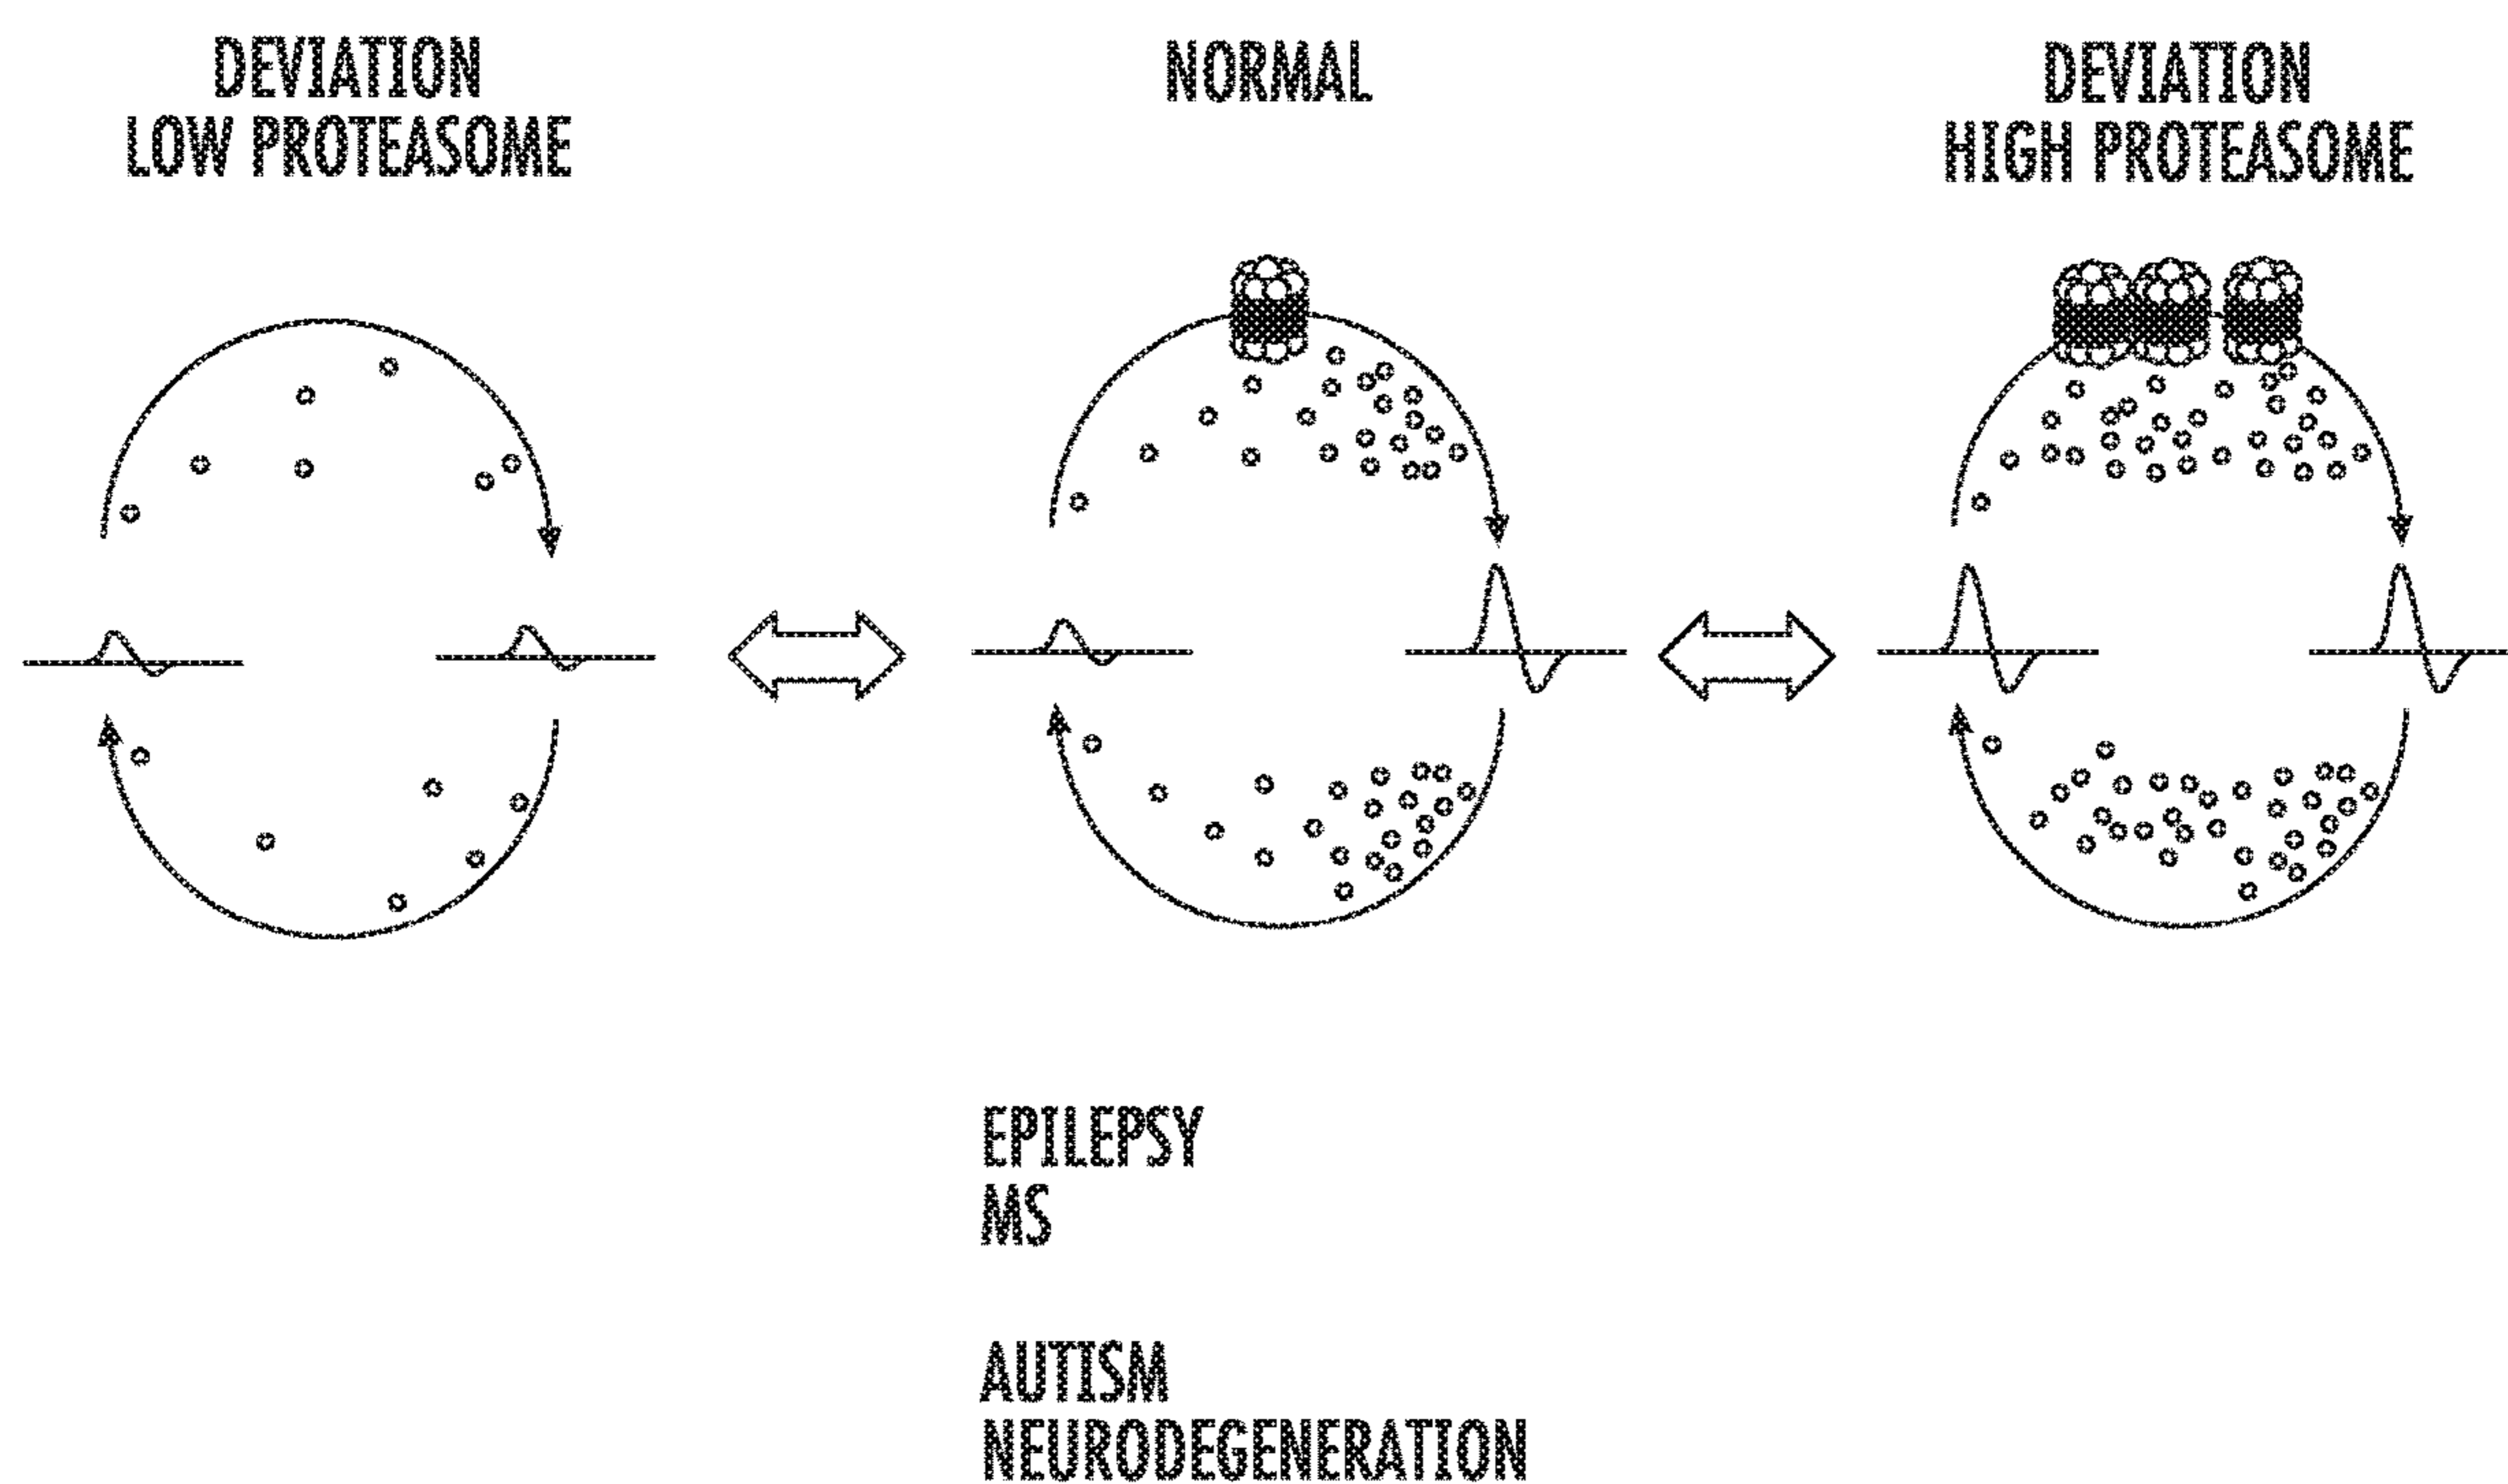 DEVIATION
LOW PROTEASOME
NORMAL
DEVIATION
HIGH PROTEASOME
EPILEPSY
MS
AUTISM
NEURODEGENERATION